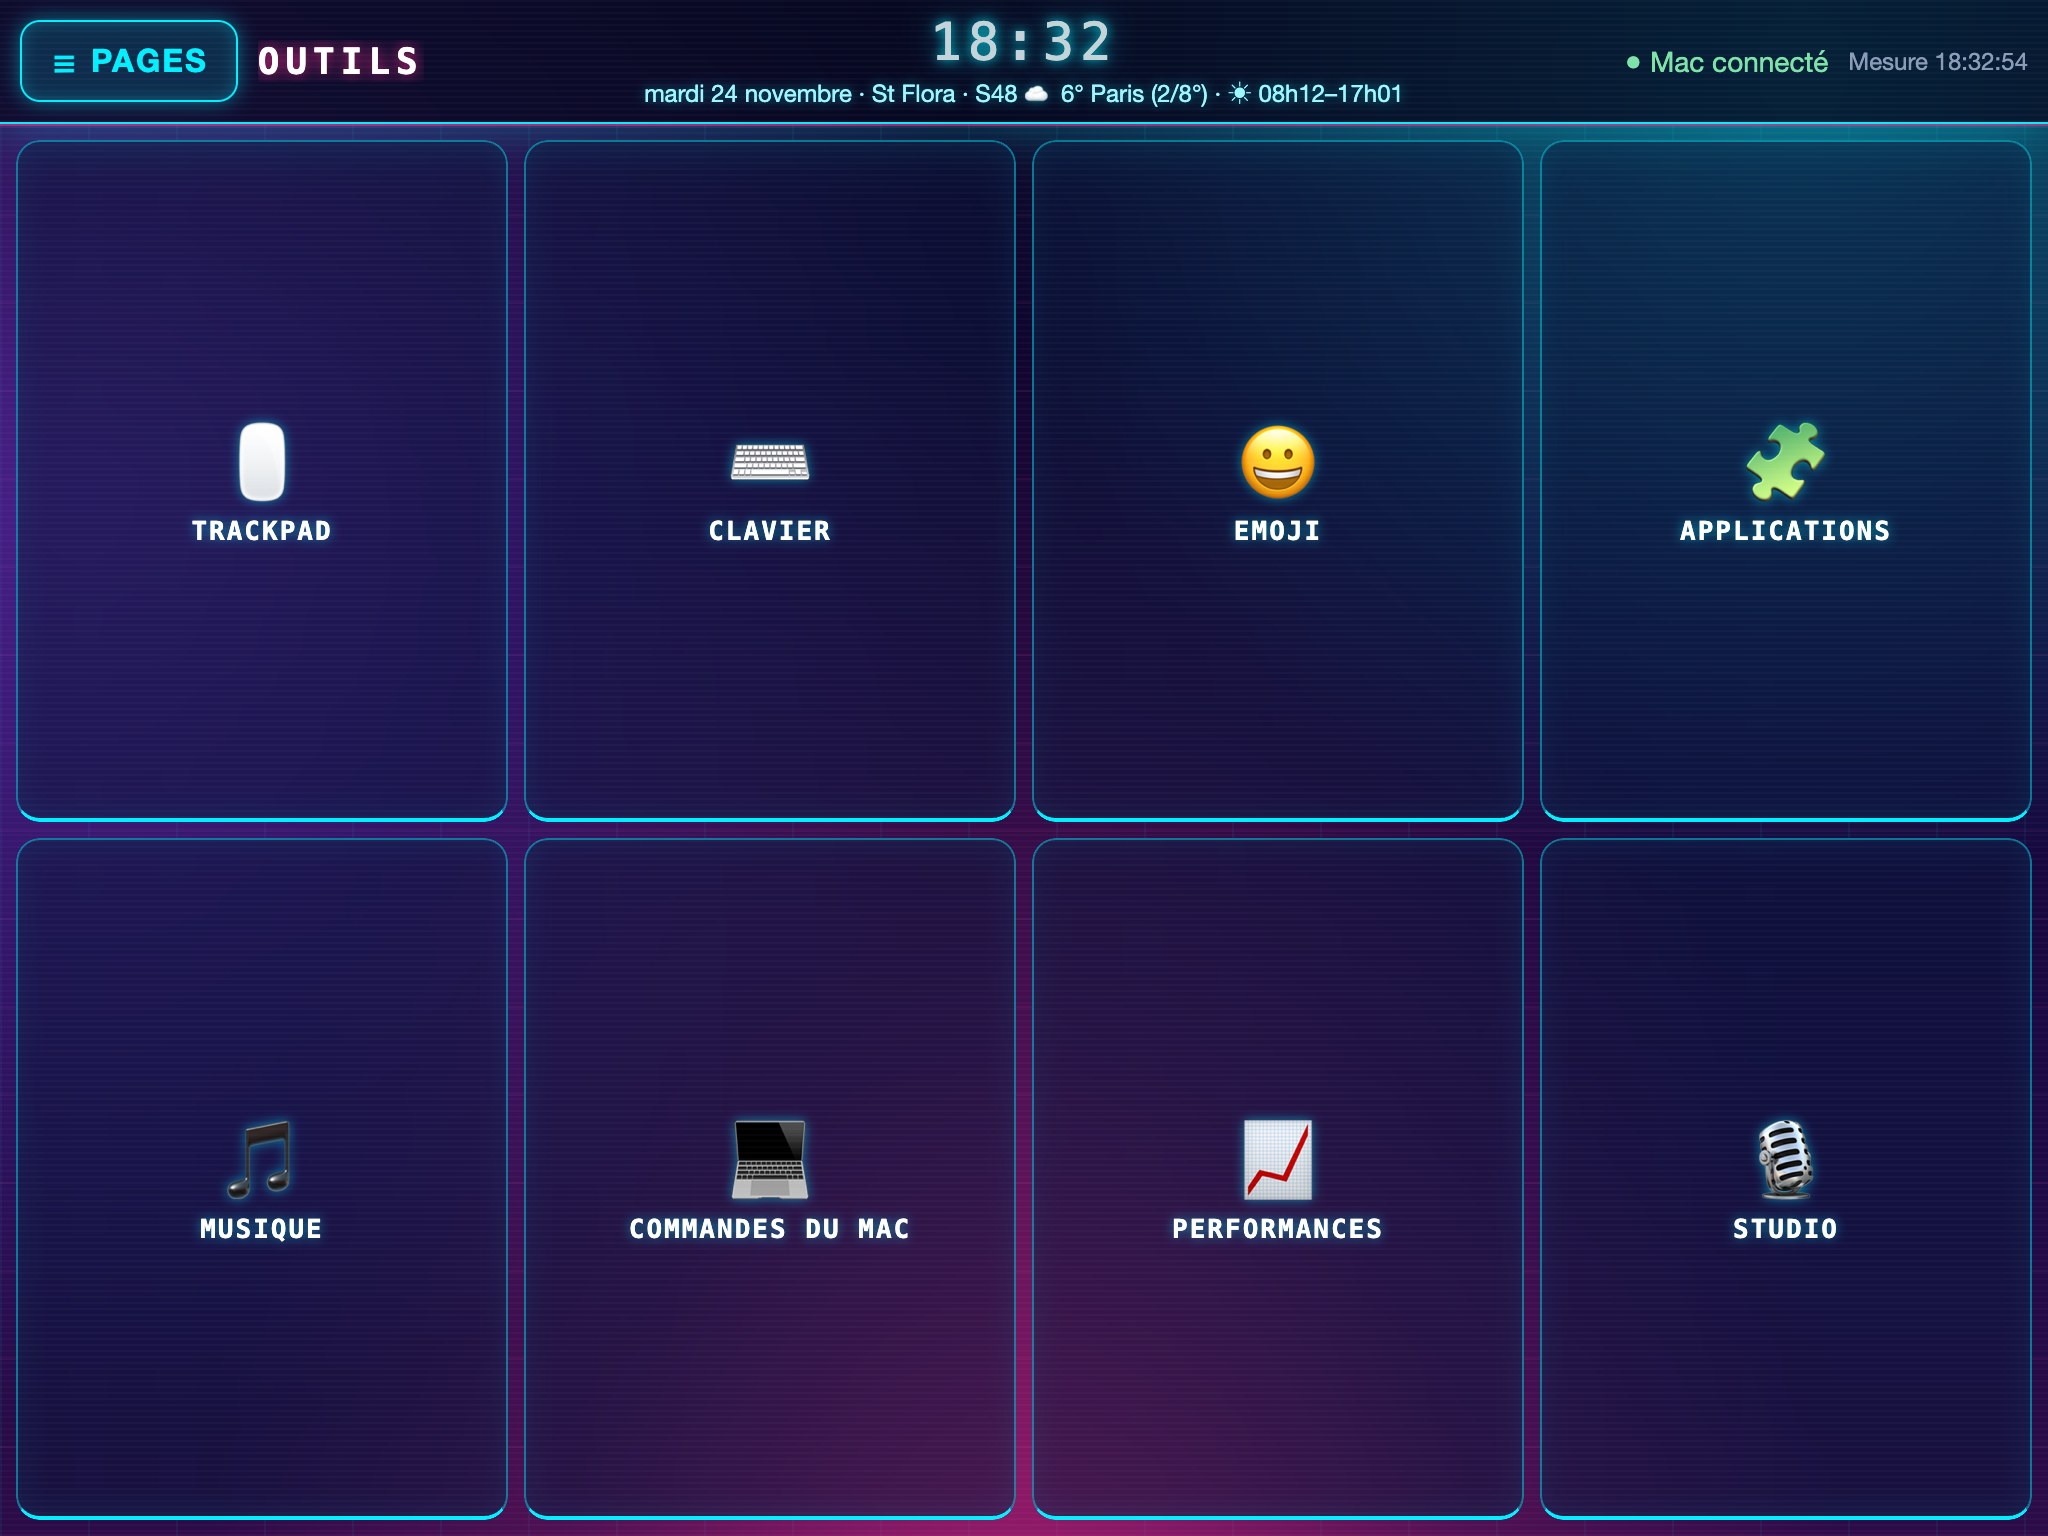 ≡ PAGES
OUTILS
18:32
mardi 24 novembre · St Flora · S48 ☁️ 6° Paris (2/8°) · ☀ 08h12–17h01
● Mac connecté
Mesure 18:32:54
TRACKPAD
CLAVIER
EMOJI
APPLICATIONS
MUSIQUE
COMMANDES DU MAC
PERFORMANCES
STUDIO